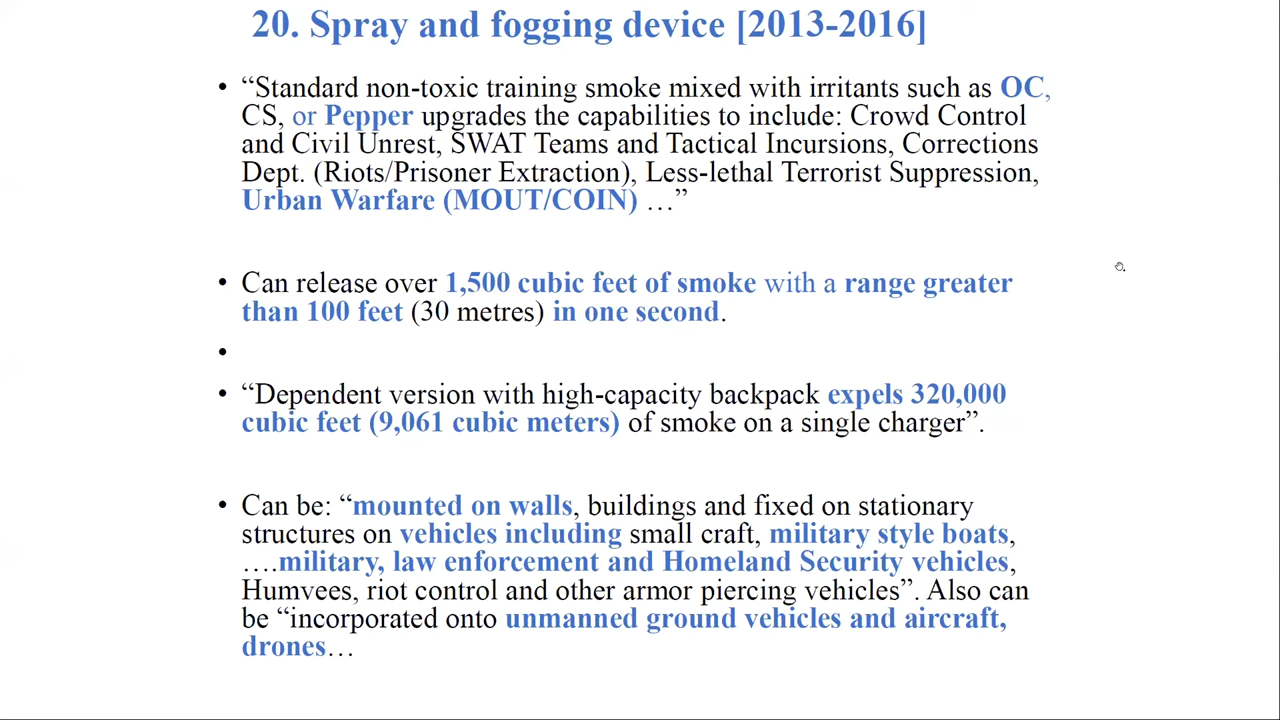 20. Spray and fogging device [2013-2016]
• “Standard non-toxic training smoke mixed with irritants such as OC,
CS, or Pepper upgrades the capabilities to include: Crowd Control
and Civil Unrest, SWAT Teams and Tactical Incursions, Corrections
Dept. (Riots/Prisoner Extraction), Less-lethal Terrorist Suppression,
Urban Warfare (MOUT/COIN) …”
• Can release over 1,500 cubic feet of smoke with a range greater
than 100 feet (30 metres) in one second.
•
• “Dependent version with high-capacity backpack expels 320,000
cubic feet (9,061 cubic meters) of smoke on a single charger”.
• Can be: “mounted on walls, buildings and fixed on stationary
structures on vehicles including small craft, military style boats,
….military, law enforcement and Homeland Security vehicles,
Humvees, riot control and other armor piercing vehicles”. Also can
be “incorporated onto unmanned ground vehicles and aircraft,
drones…